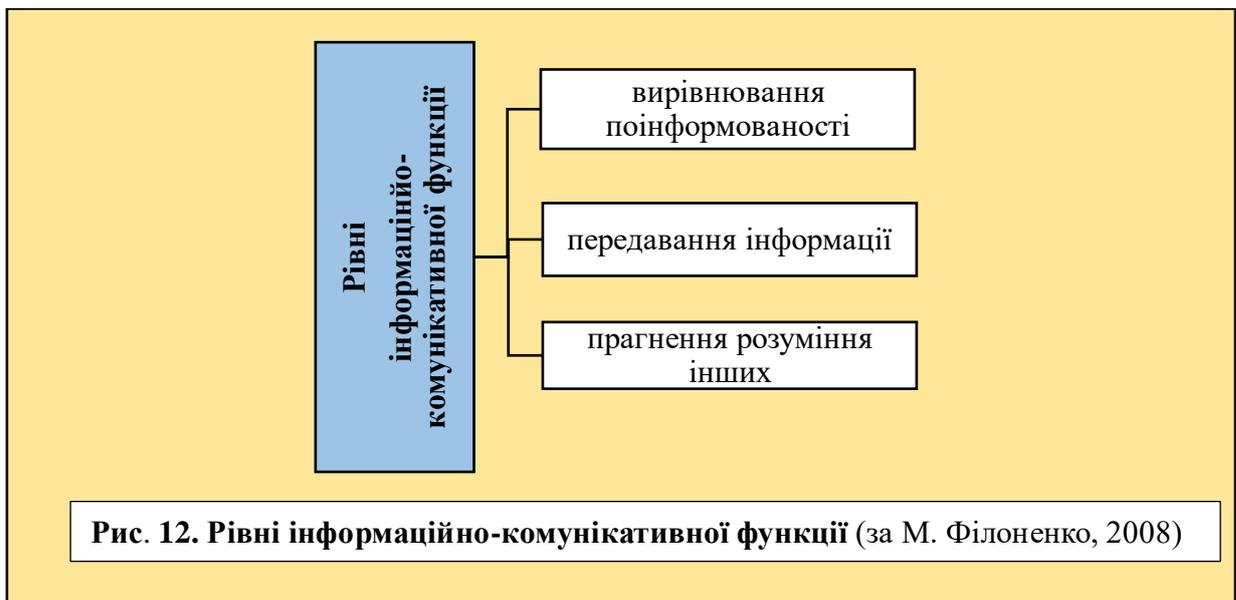 Рівні
інформаційно-
комунікативної функції
вирівнювання
поінформованості
передавання інформації
прагнення розуміння
інших
Рис. 12. Рівні інформаційно-комунікативної функції (за М. Філоненко, 2008)